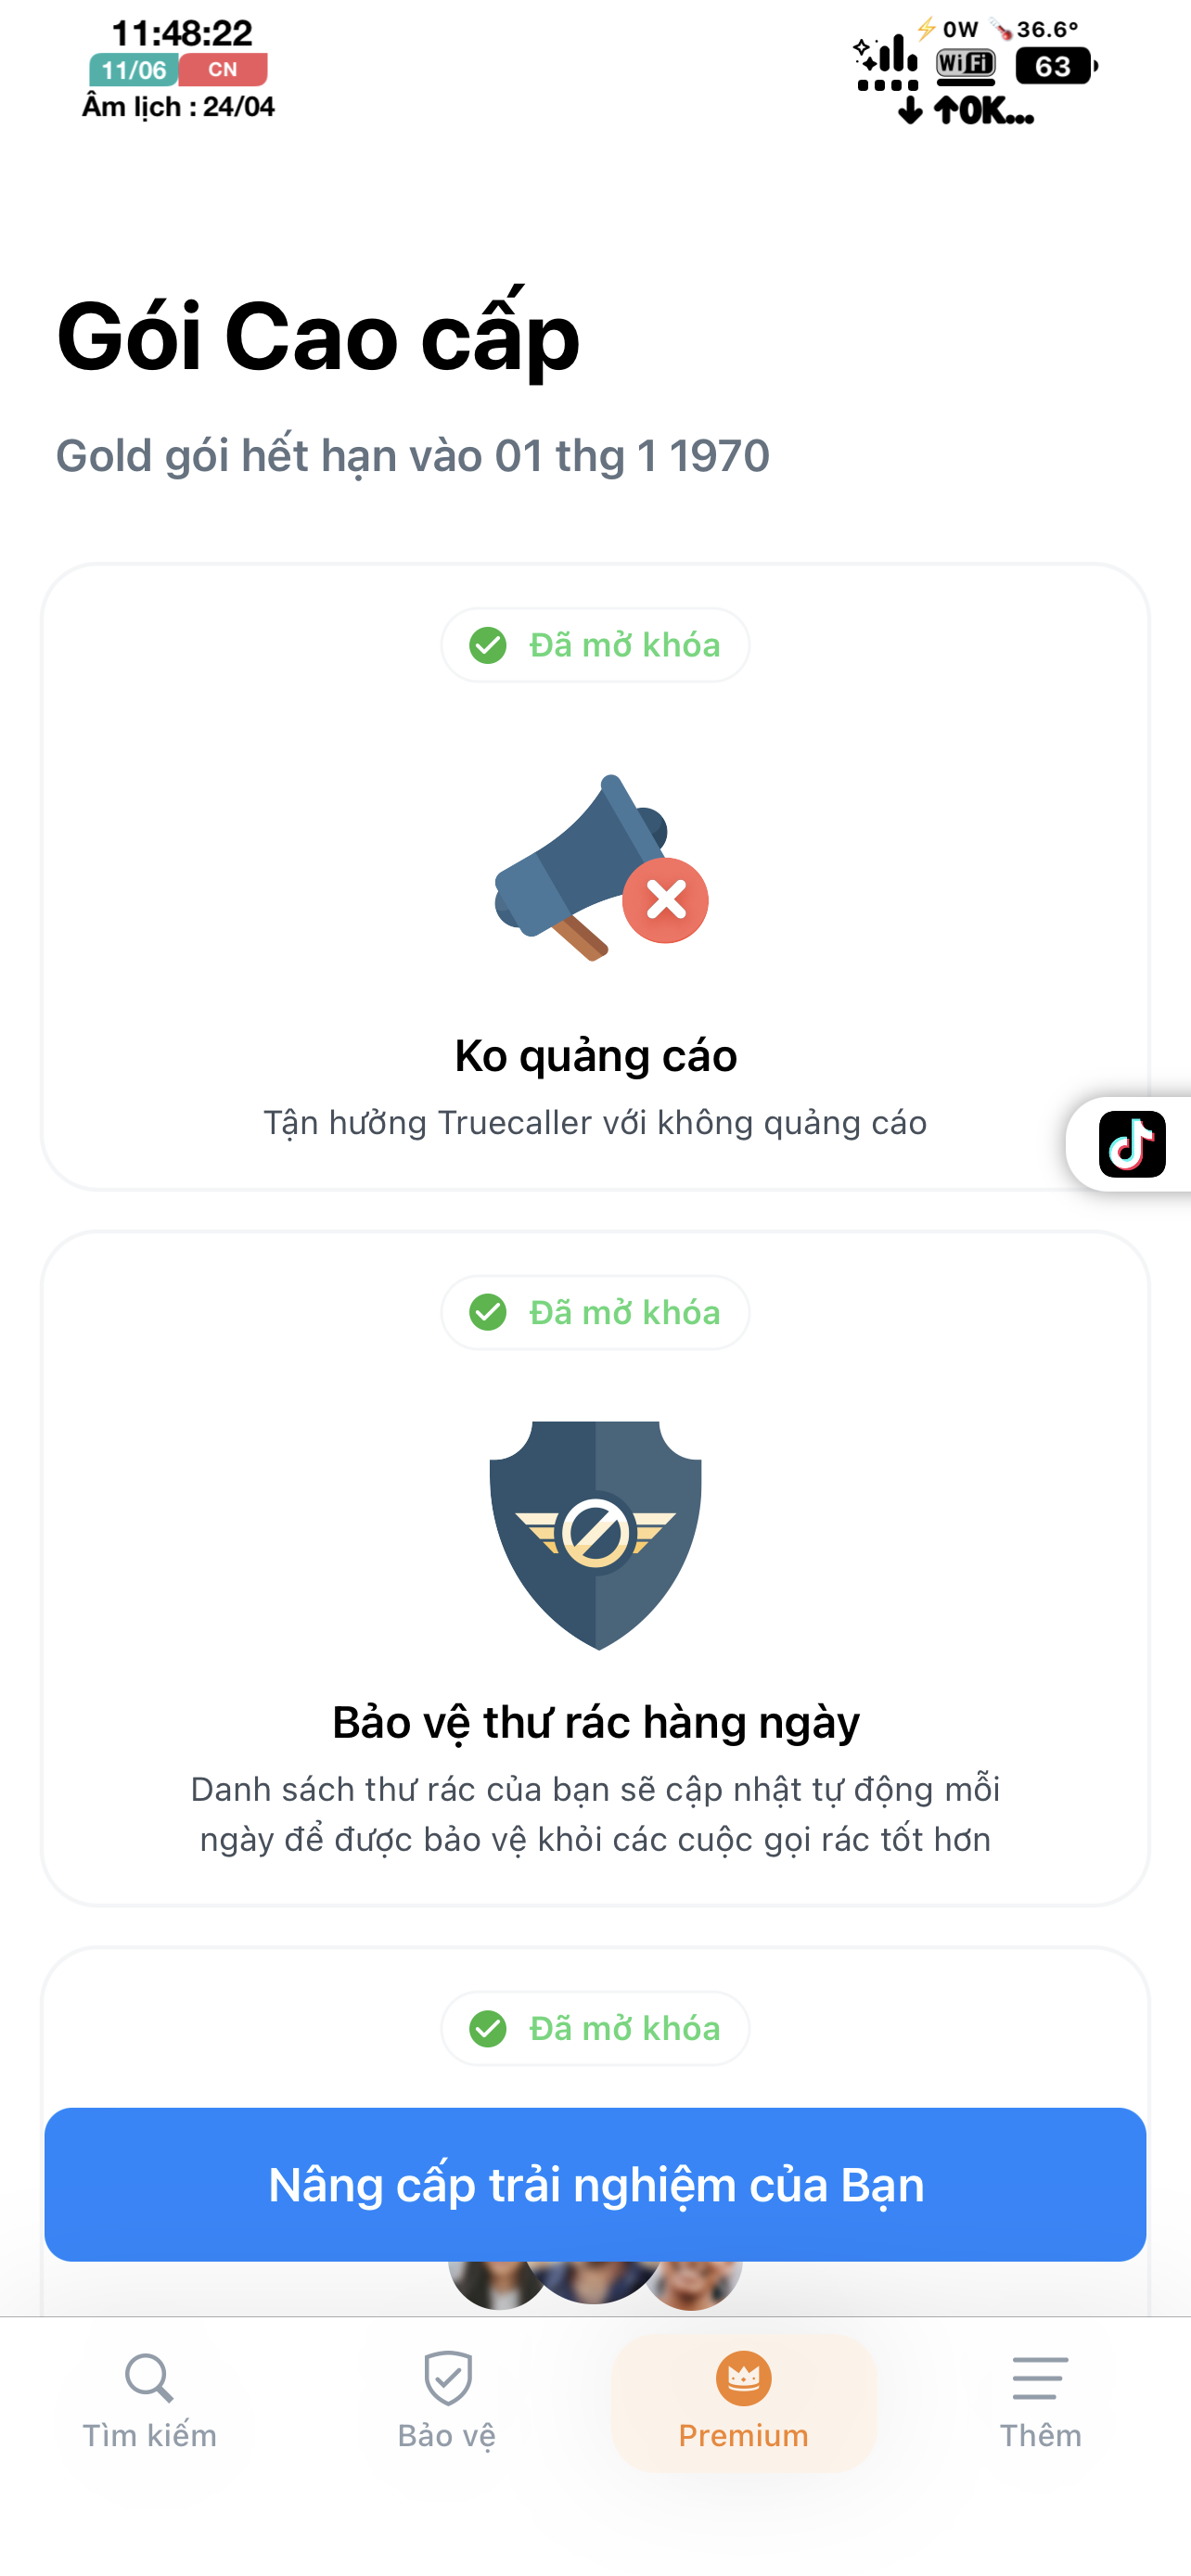 11:48:22
11/06 CN
Âm lịch : 24/04
⚡0W 🌡️36.6°
WiFi 63
↓ ↑0K...
Gói Cao cấp
Gold gói hết hạn vào 01 thg 1 1970
Đã mở khóa
Ko quảng cáo
Tận hưởng Truecaller với không quảng cáo
Đã mở khóa
Bảo vệ thư rác hàng ngày
Danh sách thư rác của bạn sẽ cập nhật tự động mỗi
ngày để được bảo vệ khỏi các cuộc gọi rác tốt hơn
Đã mở khóa
Nâng cấp trải nghiệm của Bạn
Tìm kiếm Bảo vệ Premium Thêm